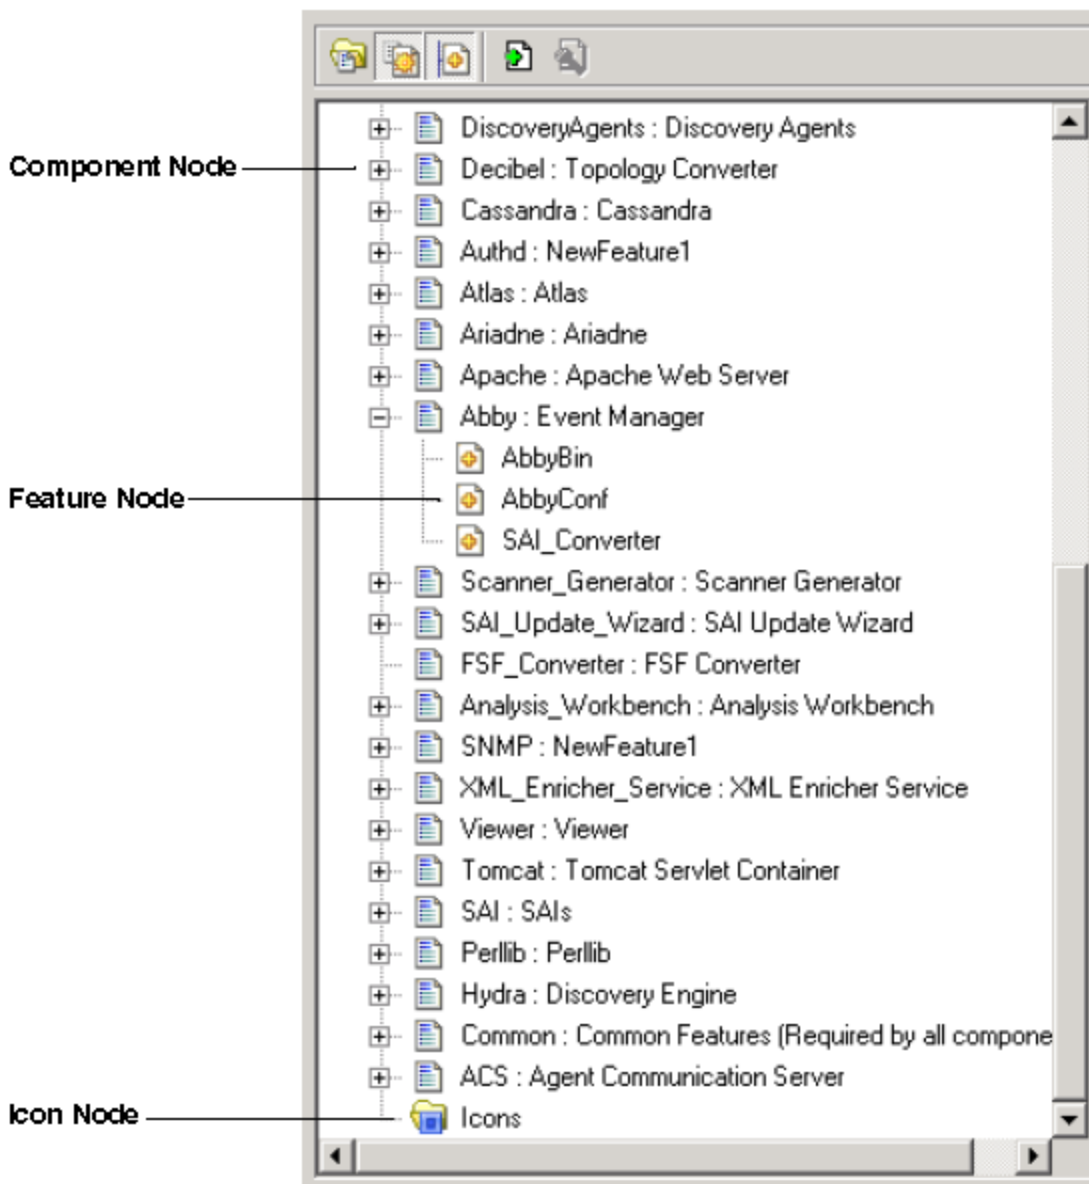 DiscoveryAgents : Discovery Agents
Component Node
Decibel : Topology Converter
Cassandra : Cassandra
Authd : NewFeature1
Atlas : Atlas
Ariadne : Ariadne
Apache : Apache Web Server
Abby : Event Manager
AbbyBin
Feature Node
AbbyConf
SAI_Converter
Scanner_Generator : Scanner Generator
SAI_Update_Wizard : SAI Update Wizard
FSF_Converter : FSF Converter
Analysis_Workbench : Analysis Workbench
SNMP : NewFeature1
XML_Enricher_Service : XML Enricher Service
Viewer : Viewer
Tomcat : Tomcat Servlet Container
SAI : SAIs
Perllib : Perllib
Hydra : Discovery Engine
Common : Common Features (Required by all compone
ACS : Agent Communication Server
Icon Node
Icons